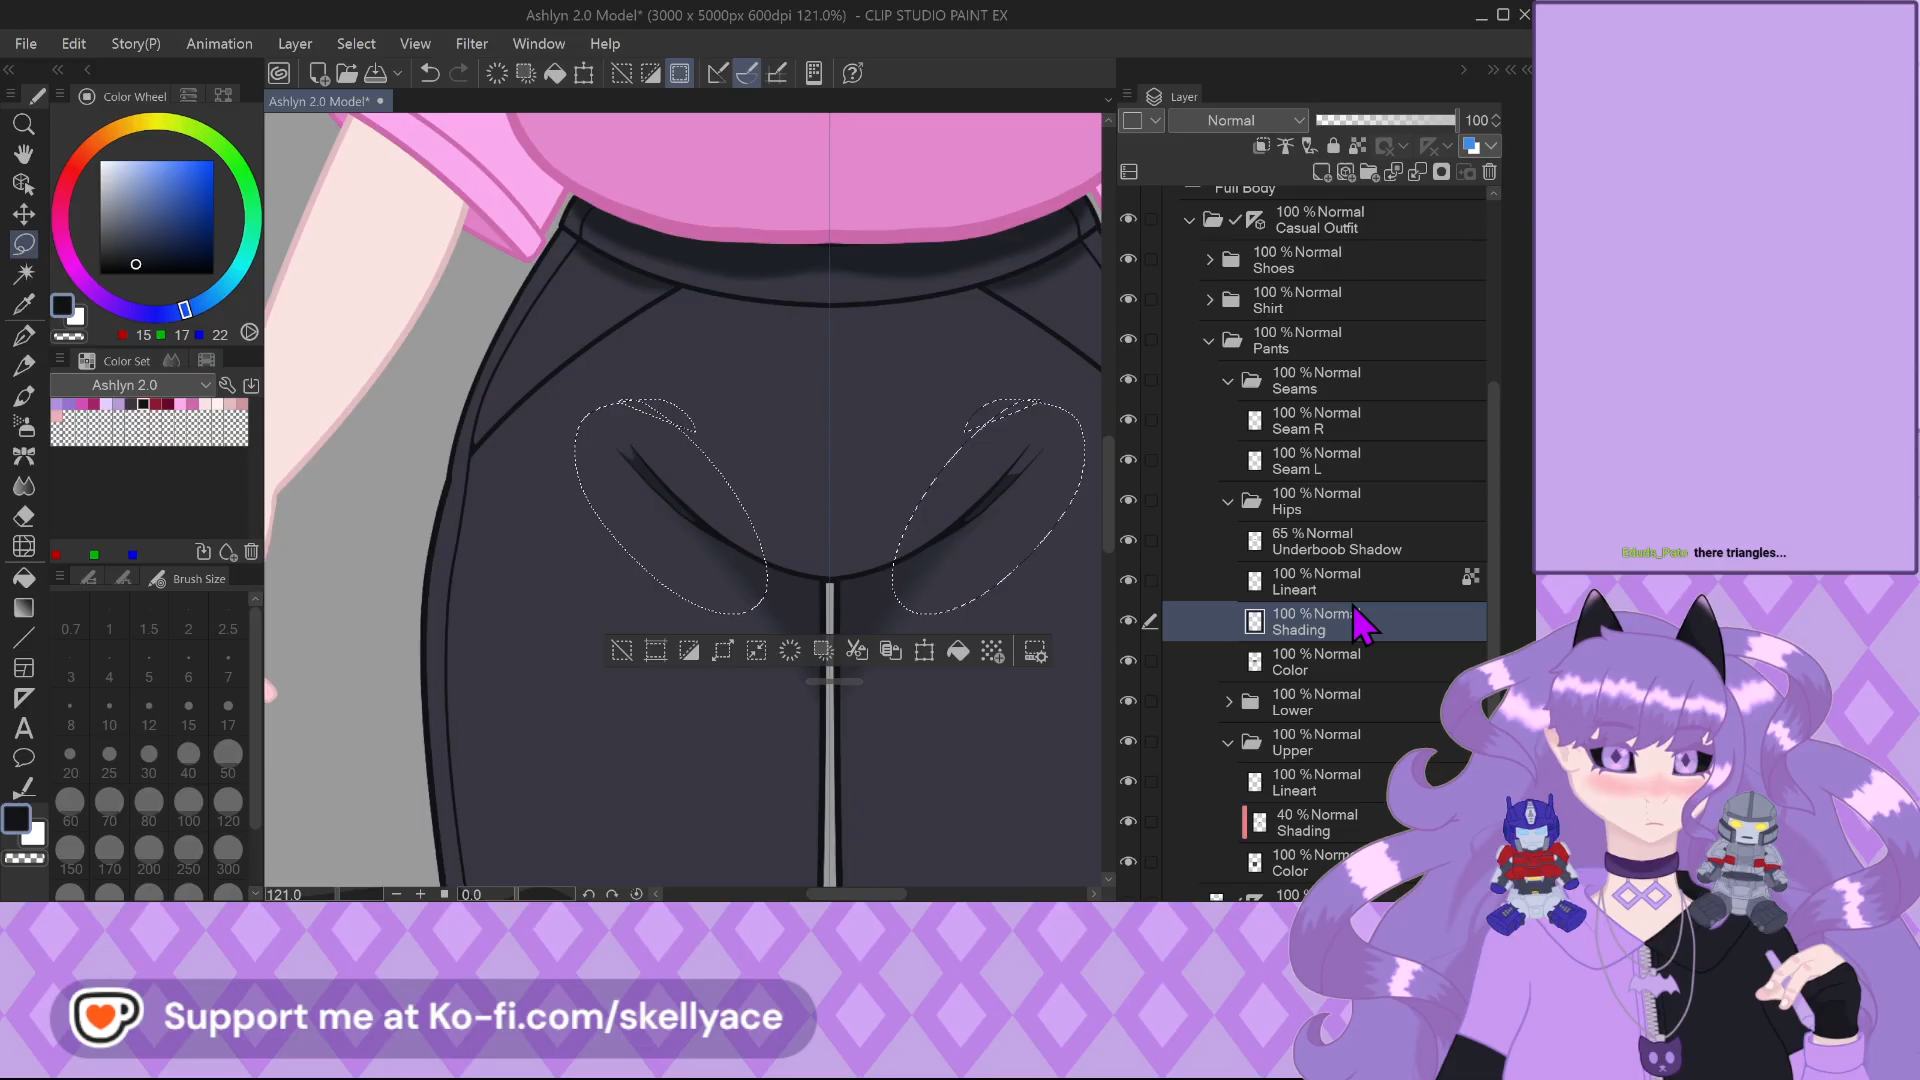 Ashlyn 2.0 Model* (3000 x 5000px 600dpi 121.0%) - CLIP STUDIO PAINT EX
File Edit Story(P) Animation Layer Select View Filter Window Help
Color Wheel
Ashlyn 2.0 Model*
Layer
Normal 100
Full Body
100 % Normal
Casual Outfit
100 % Normal
Shoes
100 % Normal
Shirt
15 17 22
100 % Normal
Pants
Color Set
Ashlyn 2.0
100 % Normal
Seams
100 % Normal
Seam R
100 % Normal
Seam L
100 % Normal
Hips
65 % Normal
Underboob Shadow
Eduds_Pato there triangles...
100 % Normal
Lineart
Brush Size
0.7 1 1.5 2 2.5
100 % Normal
Shading
3 4 5 6 7
100 % Normal
Color
8 10 12 15 17
100 % Normal
Lower
20 25 30 40 50
100 % Normal
Upper
60 80 100 100 120
100 % Normal
Lineart
150 170 200 250 300
40 % Normal
Shading
100 % Norm
Color
121.0 0.0
100 %
Support me at Ko-fi.com/skellyace